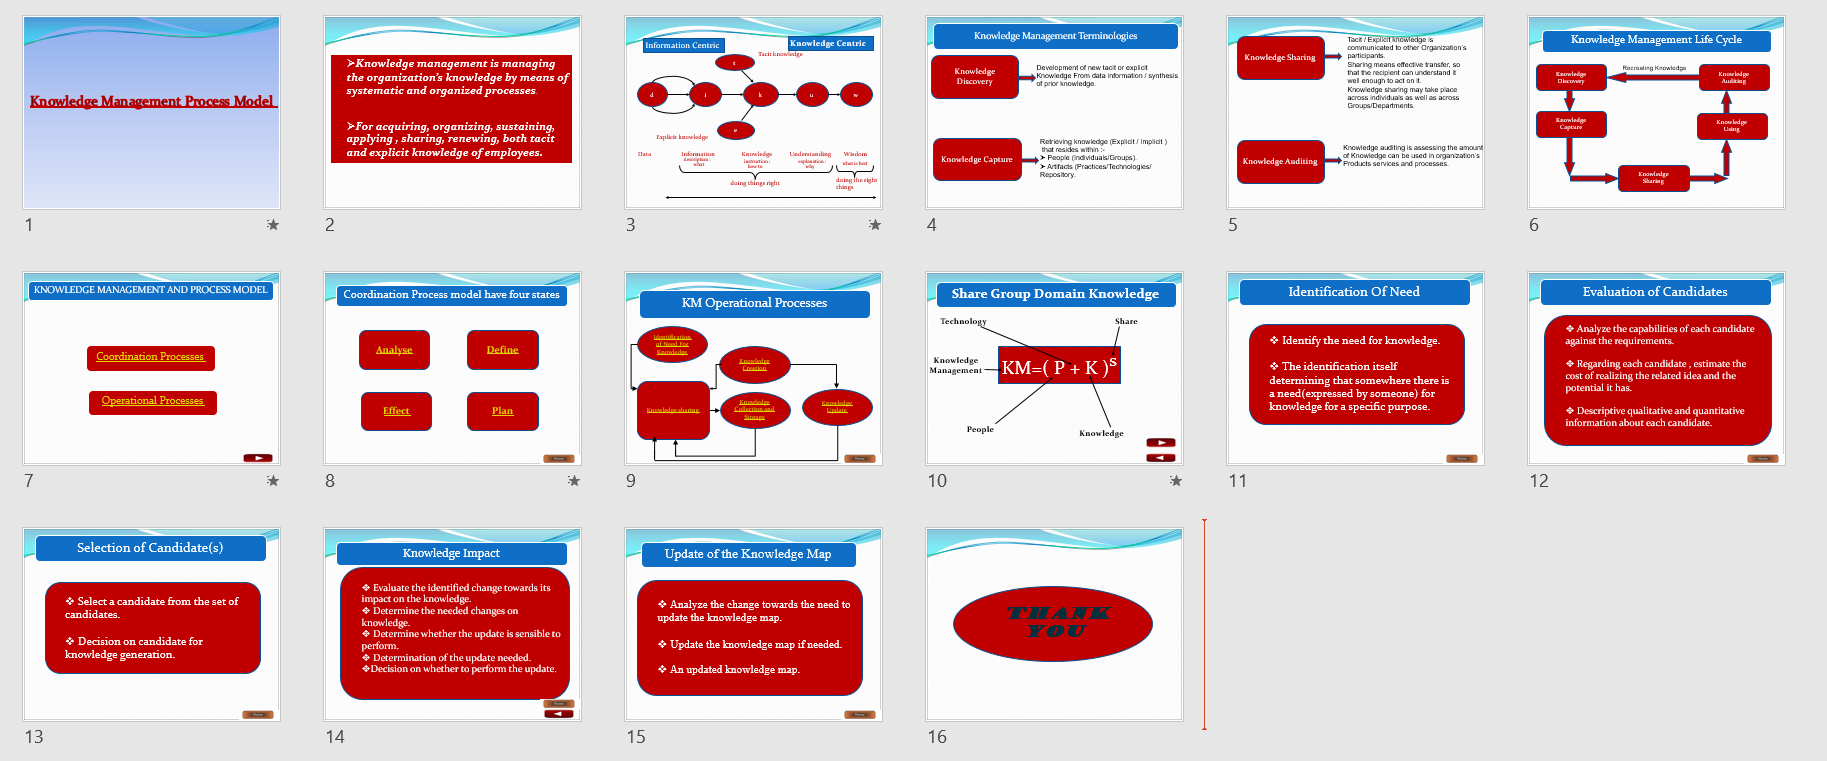 Knowledge Management Process Model
1
➢Knowledge management is managing
the organization's knowledge by means of
systematic and organized processes.
➢For acquiring, organizing, sustaining,
applying , sharing, renewing, both tacit
and explicit knowledge of employees.
2
Information Centric
Knowledge Centric
Tacit knowledge
t
d
i
k
u
w
e
Explicit knowledge
Data
Information
description :
what
Knowledge
instruction :
how to
Understanding
explanation :
why
Wisdom
what is best
doing things right
doing the right
things
3
Knowledge Management Terminologies
Knowledge
Discovery
Development of new tacit or explicit
Knowledge From data information / synthesis
of prior knowledge.
Knowledge Capture
Retrieving knowledge (Explicit / Implicit )
that resides within :-
➢ People (Individuals/Groups).
➢ Artifacts (Practices/Technologies/
Repository.
4
Knowledge Sharing
Tacit / Explicit knowledge is
communicated to other Organization's
participants.
Sharing means effective transfer, so
that the recipient can understand it
well enough to act on it.
Knowledge sharing may take place
across individuals as well as across
Groups/Departments.
Knowledge Auditing
Knowledge auditing is assessing the amount
of Knowledge can be used in organization's
Products services and processes.
5
Knowledge Management Life Cycle
Knowledge
Discovery
Recreating Knowledge
Knowledge
Auditing
Knowledge
Capture
Knowledge
Using
Knowledge
Sharing
6
KNOWLEDGE MANAGEMENT AND PROCESS MODEL
Coordination Processes
Operational Processes
7
Coordination Process model have four states
Analyse
Define
Effect
Plan
Home
8
KM Operational Processes
Identification
of Need For
Knowledge
Knowledge
Creation
Knowledge sharing
Knowledge
Collection and
Storage
Knowledge
Update
Home
9
Share Group Domain Knowledge
Technology
Share
Knowledge
Management
KM=( P + K )S
People
Knowledge
10
Identification Of Need
❖ Identify the need for knowledge.
❖ The identification itself
determining that somewhere there is
a need(expressed by someone) for
knowledge for a specific purpose.
Home
11
Evaluation of Candidates
❖ Analyze the capabilities of each candidate
against the requirements.
❖ Regarding each candidate , estimate the
cost of realizing the related idea and the
potential it has.
❖ Descriptive qualitative and quantitative
information about each candidate.
Home
12
Selection of Candidate(s)
❖ Select a candidate from the set of
candidates.
❖ Decision on candidate for
knowledge generation.
Home
13
Knowledge Impact
❖ Evaluate the identified change towards its
impact on the knowledge.
❖ Determine the needed changes on
knowledge.
❖ Determine whether the update is sensible to
perform.
❖ Determination of the update needed.
❖Decision on whether to perform the update.
Home
14
Update of the Knowledge Map
❖ Analyze the change towards the need to
update the knowledge map.
❖ Update the knowledge map if needed.
❖ An updated knowledge map.
Home
15
THANK
YOU
16